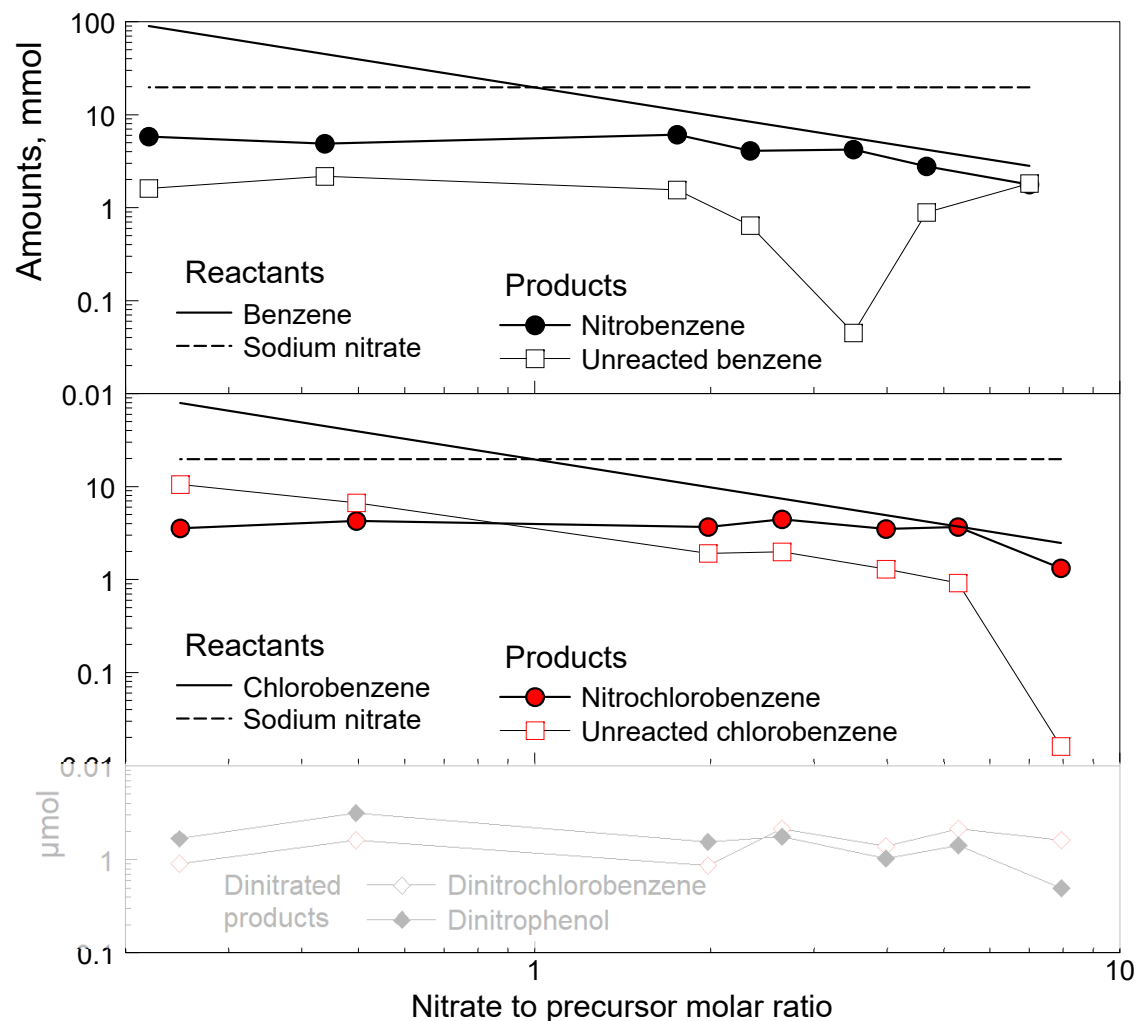 100
Amounts, mmol
10
1
0.1
0.01
Reactants
Benzene
Sodium nitrate
Products
Nitrobenzene
Unreacted benzene
10
1
0.1
0.01
Reactants
Chlorobenzene
Sodium nitrate
Products
Nitrochlorobenzene
Unreacted chlorobenzene
0.01
µmol
1
0.1
Dinitrated
products
Dinitrochlorobenzene
Dinitrophenol
1
10
Nitrate to precursor molar ratio